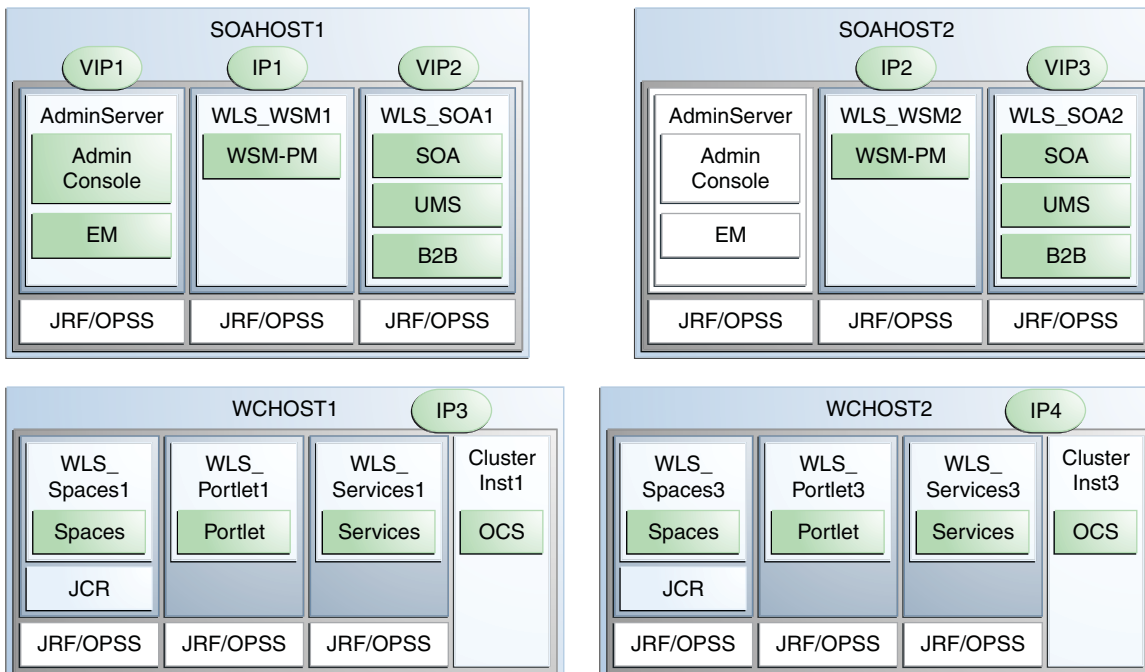 SOAHOST1
VIP1
IP1
VIP2
AdminServer
Admin
Console
EM
WLS_WSM1
WSM-PM
WLS_SOA1
SOA
UMS
B2B
JRF/OPSS
JRF/OPSS
JRF/OPSS
SOAHOST2
IP2
VIP3
AdminServer
Admin
Console
EM
WLS_WSM2
WSM-PM
WLS_SOA2
SOA
UMS
B2B
JRF/OPSS
JRF/OPSS
JRF/OPSS
WCHOST1
IP3
WLS_
Spaces1
Spaces
JCR
WLS_
Portlet1
Portlet
WLS_
Services1
Services
Cluster
Inst1
OCS
JRF/OPSS
JRF/OPSS
JRF/OPSS
WCHOST2
IP4
WLS_
Spaces3
Spaces
JCR
WLS_
Portlet3
Portlet
WLS_
Services3
Services
Cluster
Inst3
OCS
JRF/OPSS
JRF/OPSS
JRF/OPSS